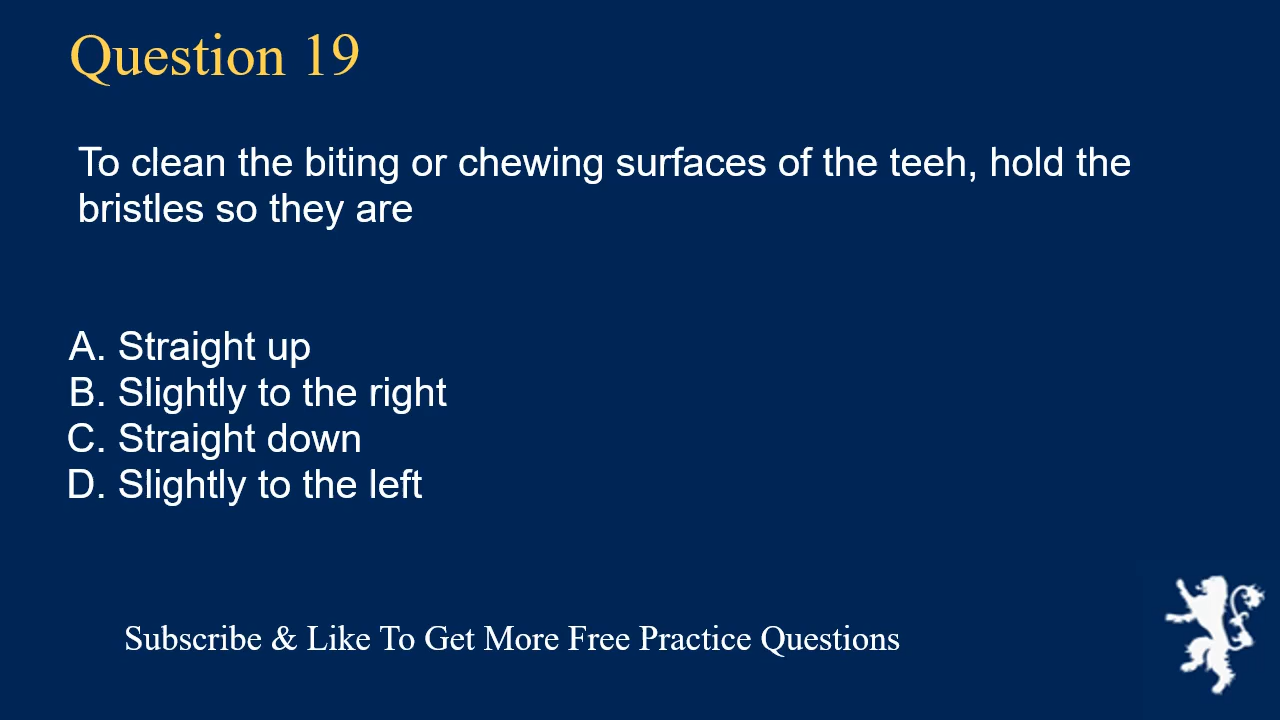 Question 19
To clean the biting or chewing surfaces of the teeh, hold the
bristles so they are
A. Straight up
B. Slightly to the right
C. Straight down
D. Slightly to the left
Subscribe & Like To Get More Free Practice Questions